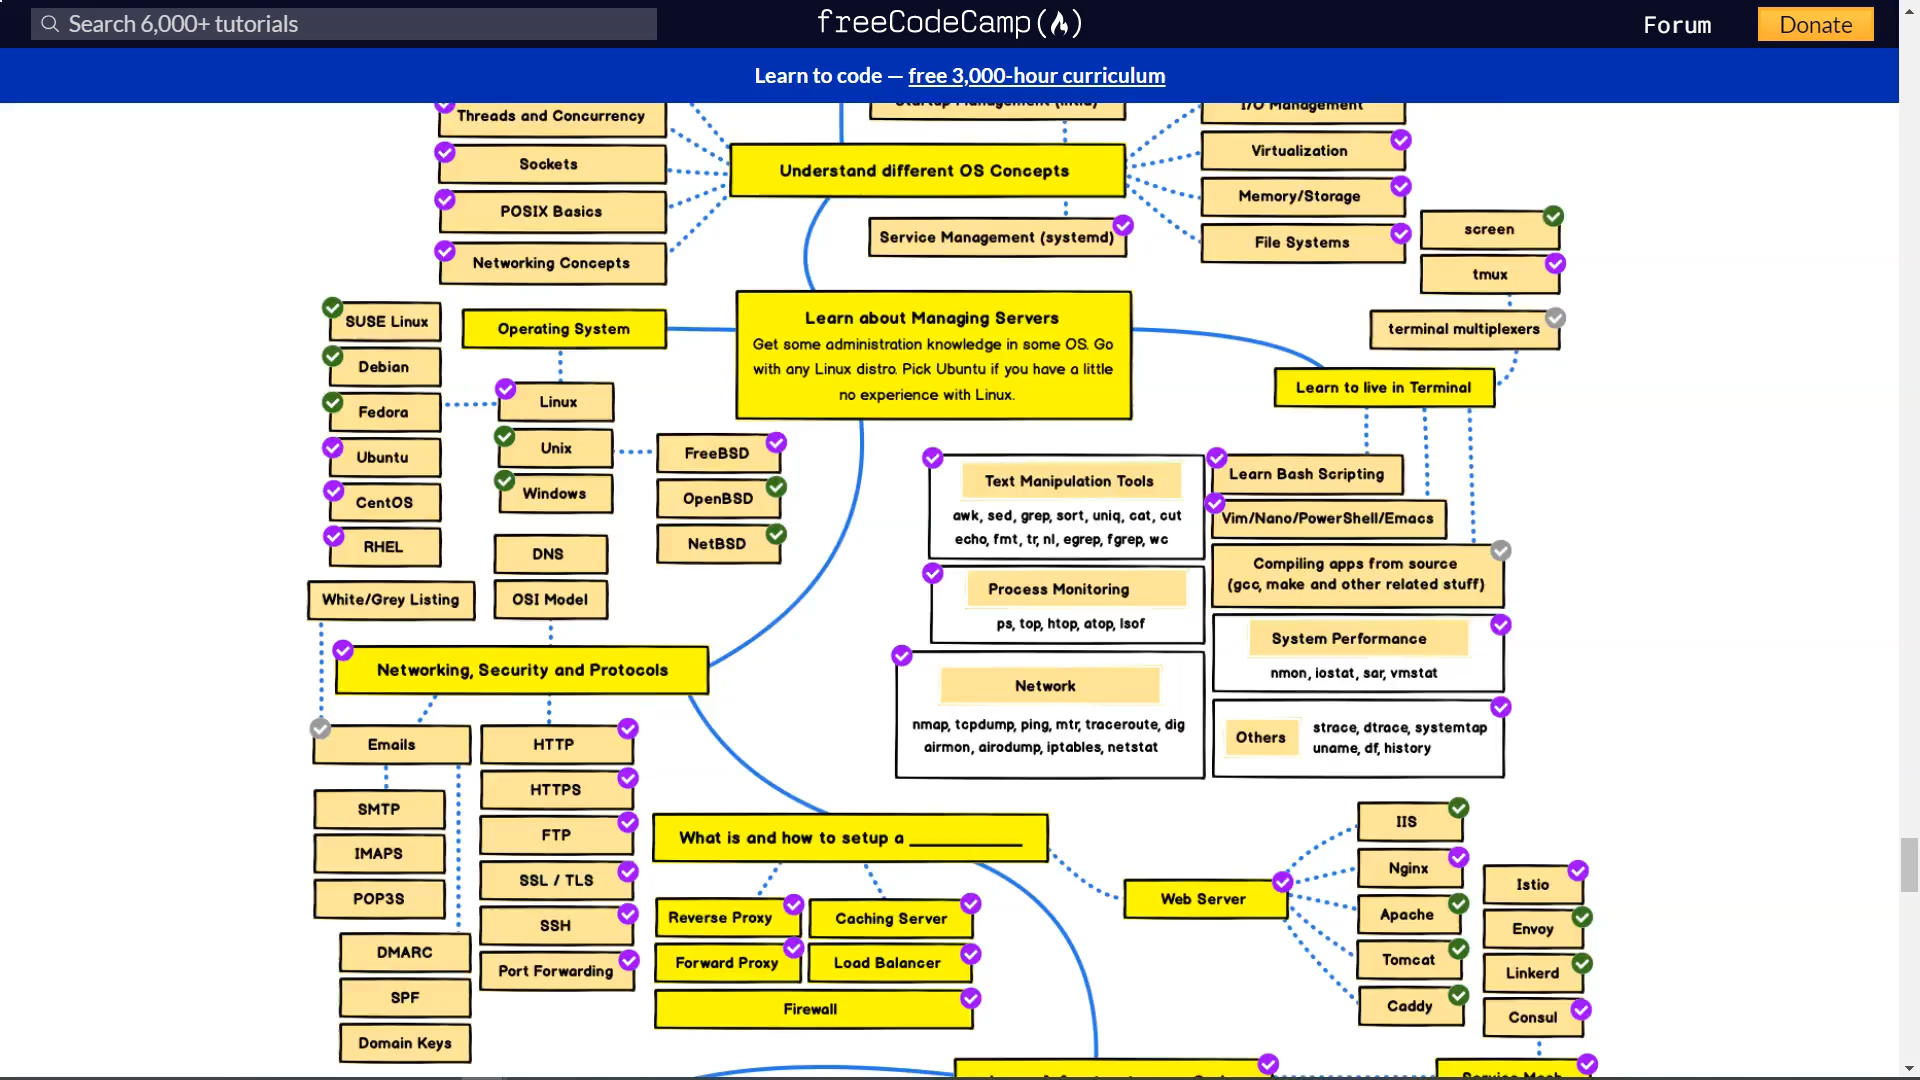 Search 6,000+ tutorials
freeCodeCamp
Forum
Donate
Learn to code — free 3,000-hour curriculum
Threads and Concurrency
Sockets
POSIX Basics
Networking Concepts
Understand different OS Concepts
Service Management (systemd)
I/O Management
Virtualization
Memory/Storage
File Systems
screen
tmux
terminal multiplexers
Learn to live in Terminal
Learn about Managing Servers
Get some administration knowledge in some OS. Go
with any Linux distro. Pick Ubuntu if you have a little
no experience with Linux.
Operating System
SUSE Linux
Debian
Fedora
Ubuntu
CentOS
RHEL
Linux
Unix
Windows
FreeBSD
OpenBSD
NetBSD
DNS
OSI Model
White/Grey Listing
Text Manipulation Tools
awk, sed, grep, sort, uniq, cat, cut
echo, fmt, tr, nl, egrep, fgrep, wc
Process Monitoring
ps, top, htop, atop, lsof
Network
nmap, tcpdump, ping, mtr, traceroute, dig
airmon, airodump, iptables, netstat
Learn Bash Scripting
Vim/Nano/PowerShell/Emacs
Compiling apps from source
(gcc, make and other related stuff)
System Performance
nmon, iostat, sar, vmstat
Others
strace, dtrace, systemtap
uname, df, history
Networking, Security and Protocols
Emails
SMTP
IMAPS
POP3S
DMARC
SPF
Domain Keys
HTTP
HTTPS
FTP
SSL / TLS
SSH
Port Forwarding
What is and how to setup a ____________
Reverse Proxy
Caching Server
Forward Proxy
Load Balancer
Firewall
Web Server
IIS
Nginx
Apache
Tomcat
Caddy
Istio
Envoy
Linkerd
Consul
Service Mesh